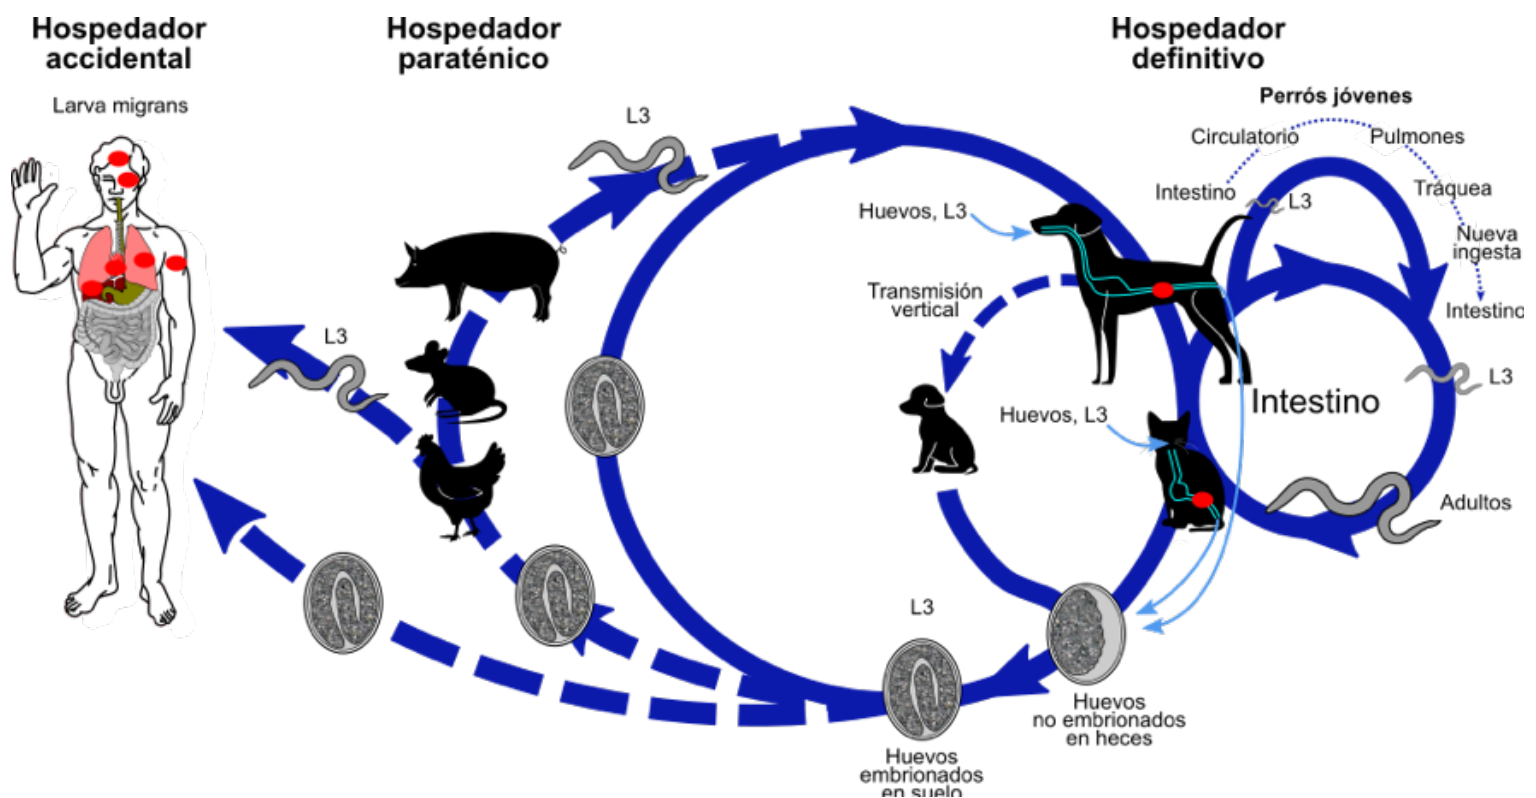 Hospedador
accidental
Larva migrans
Hospedador
paraténico
L3
L3
Hospedador
definitivo
Perrós jóvenes
Circulatorio
Pulmones
Intestino
L3
Tráquea
Nueva
ingesta
Intestino
L3
Huevos, L3
Transmisión
vertical
Huevos, L3
Intestino
Adultos
L3
Huevos
no embrionados
en heces
Huevos
embrionados
en suelo